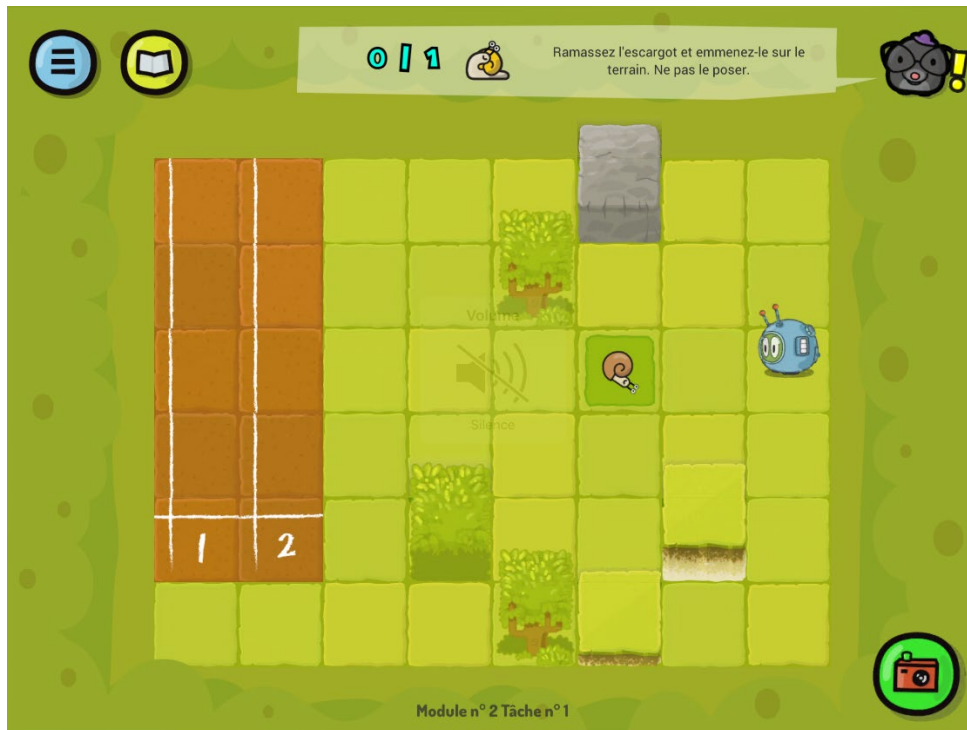 0 | 1
Ramassez l'escargot et emmenez-le sur le
terrain. Ne pas le poser.
Volume
Silence
1 2
Module n° 2 Tâche n° 1